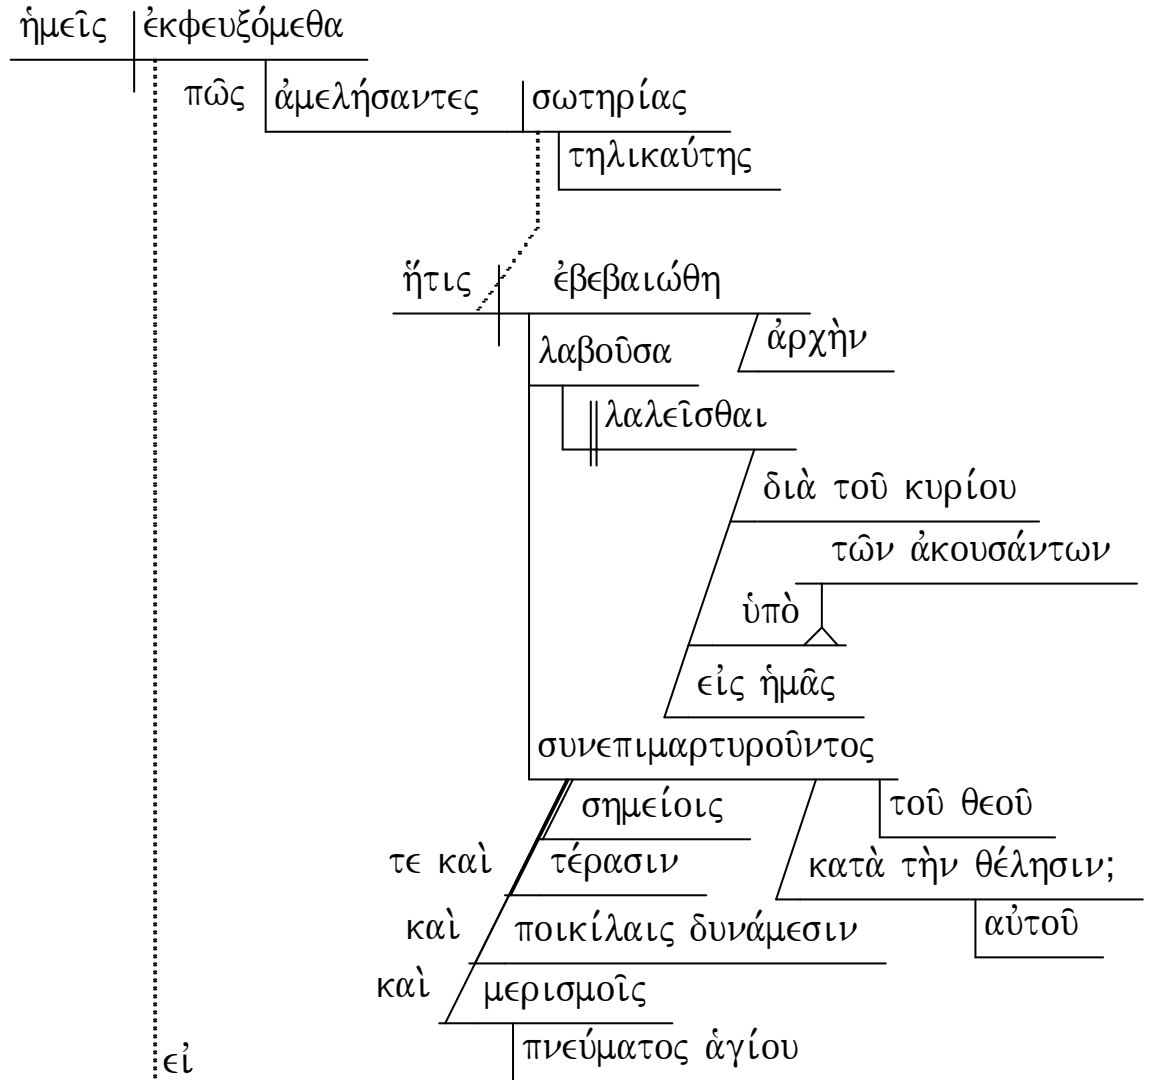 ἡμεῖς ἐκφευξόμεθα
πῶς ἀμελήσαντες σωτηρίας
τηλικαύτης
ἥτις ἐβεβαιώθη
λαβοῦσα ἀρχὴν
λαλεῖσθαι
διὰ τοῦ κυρίου
τῶν ἀκουσάντων
ὑπὸ
εἰς ἡμᾶς
συνεπιμαρτυροῦντος
σημείοις τοῦ θεοῦ
τε καὶ τέρασιν κατὰ τὴν θέλησιν;
καὶ ποικίλαις δυνάμεσιν αὐτοῦ
καὶ μερισμοῖς
πνεύματος ἁγίου
εἰ